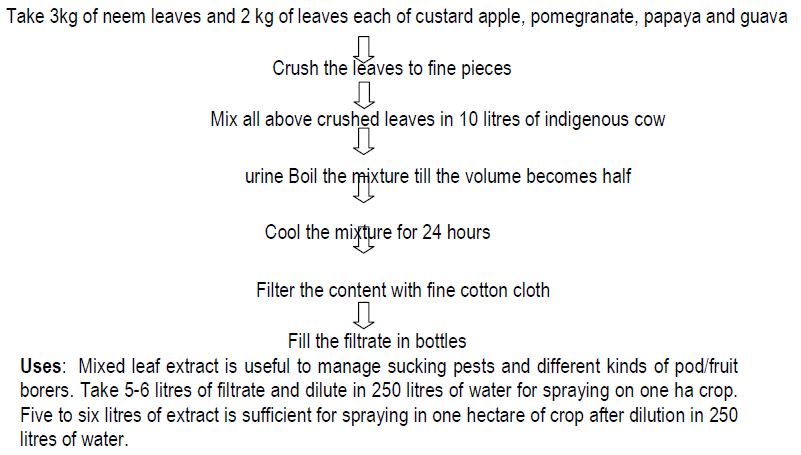 Take 3kg of neem leaves and 2 kg of leaves each of custard apple, pomegranate, papaya and guava
Crush the leaves to fine pieces
Mix all above crushed leaves in 10 litres of indigenous cow
urine Boil the mixture till the volume becomes half
Cool the mixture for 24 hours
Filter the content with fine cotton cloth
Fill the filtrate in bottles
Uses: Mixed leaf extract is useful to manage sucking pests and different kinds of pod/fruit
borers. Take 5-6 litres of filtrate and dilute in 250 litres of water for spraying on one ha crop.
Five to six litres of extract is sufficient for spraying in one hectare of crop after dilution in 250
litres of water.